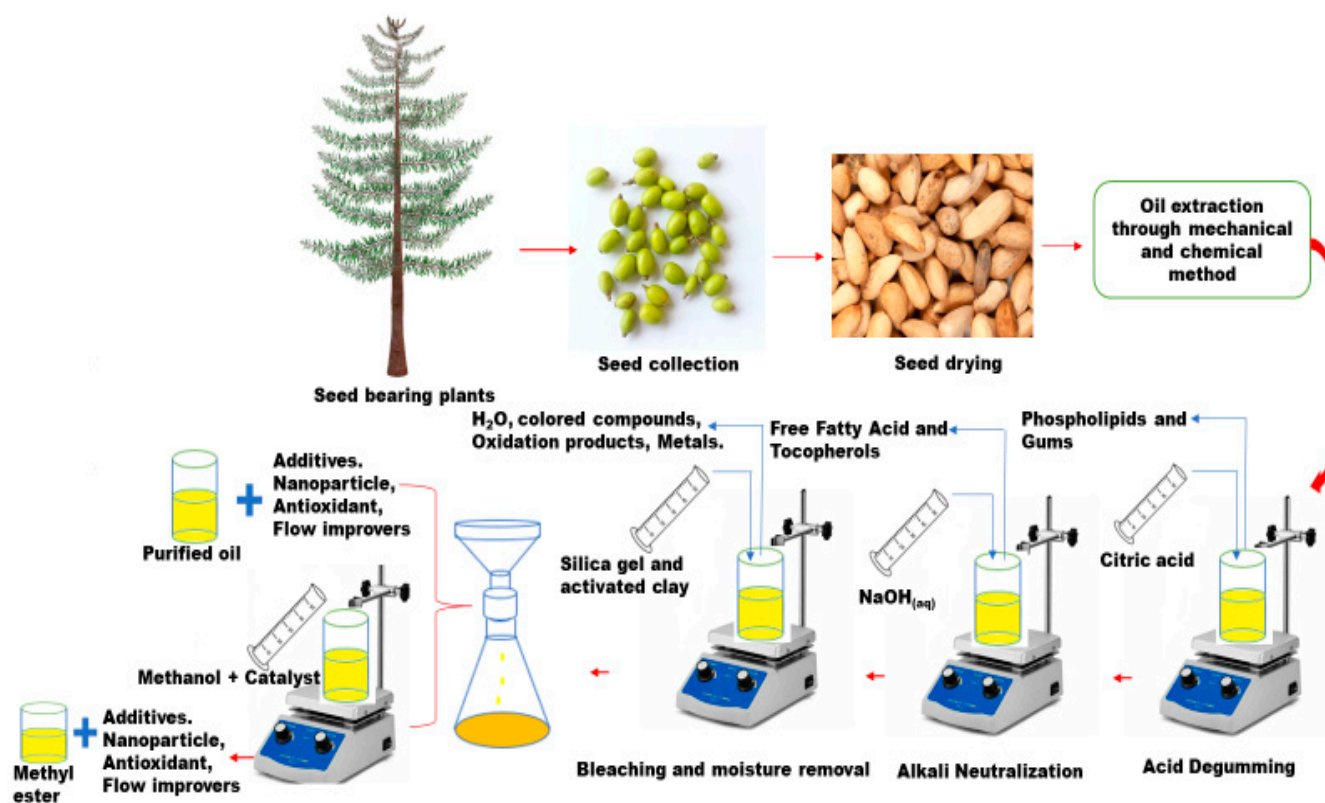 Oil extraction
through mechanical
and chemical
method
Seed collection
Seed drying
Seed bearing plants
H₂O, colored compounds,
Oxidation products, Metals.
Free Fatty Acid and
Tocopherols
Phospholipids and
Gums
Additives.
Nanoparticle,
Antioxidant,
Flow improvers
Purified oil
Silica gel and
activated clay
NaOH₍aq₎
Citric acid
Methanol + Catalyst
Additives.
Nanoparticle,
Antioxidant,
Flow improvers
Methyl
ester
Bleaching and moisture removal
Alkali Neutralization
Acid Degumming